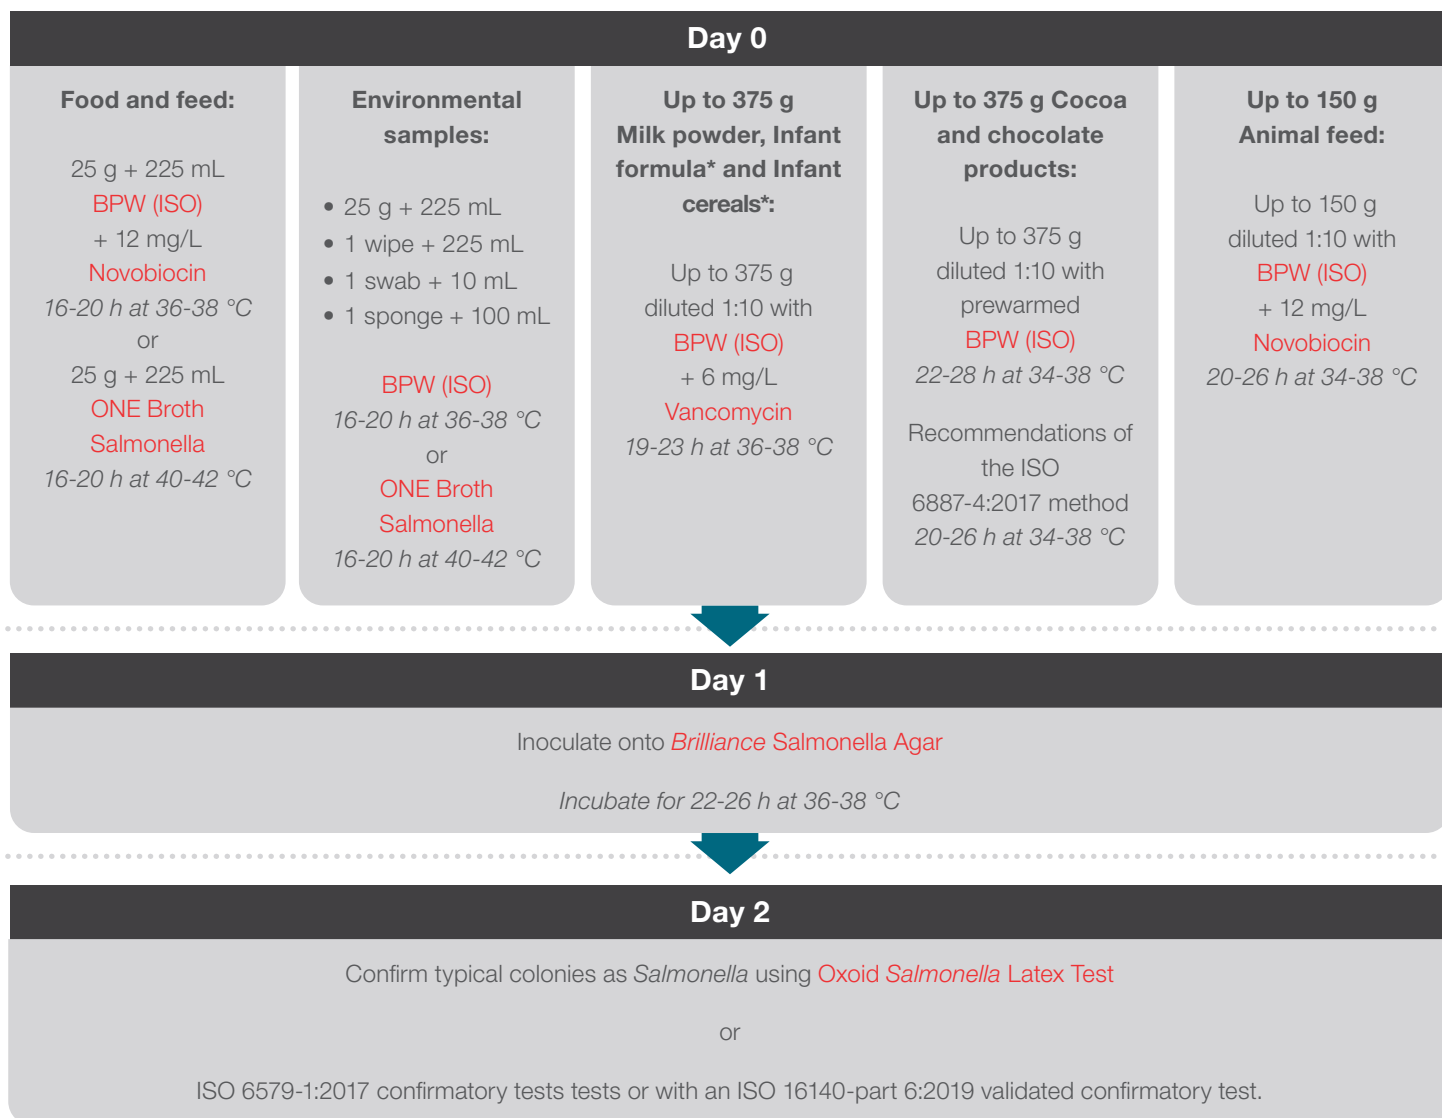 Day 0
Food and feed:
25 g + 225 mL
BPW (ISO)
+ 12 mg/L
Novobiocin
16-20 h at 36-38 °C
or
25 g + 225 mL
ONE Broth
Salmonella
16-20 h at 40-42 °C
Environmental
samples:
• 25 g + 225 mL
• 1 wipe + 225 mL
• 1 swab + 10 mL
• 1 sponge + 100 mL
BPW (ISO)
16-20 h at 36-38 °C
or
ONE Broth
Salmonella
16-20 h at 40-42 °C
Up to 375 g
Milk powder, Infant
formula* and Infant
cereals*:
Up to 375 g
diluted 1:10 with
BPW (ISO)
+ 6 mg/L
Vancomycin
19-23 h at 36-38 °C
Up to 375 g Cocoa
and chocolate
products:
Up to 375 g
diluted 1:10 with
prewarmed
BPW (ISO)
22-28 h at 34-38 °C
Recommendations of
the ISO
6887-4:2017 method
20-26 h at 34-38 °C
Up to 150 g
Animal feed:
Up to 150 g
diluted 1:10 with
BPW (ISO)
+ 12 mg/L
Novobiocin
20-26 h at 34-38 °C
Day 1
Inoculate onto Brilliance Salmonella Agar
Incubate for 22-26 h at 36-38 °C
Day 2
Confirm typical colonies as Salmonella using Oxoid Salmonella Latex Test
or
ISO 6579-1:2017 confirmatory tests tests or with an ISO 16140-part 6:2019 validated confirmatory test.